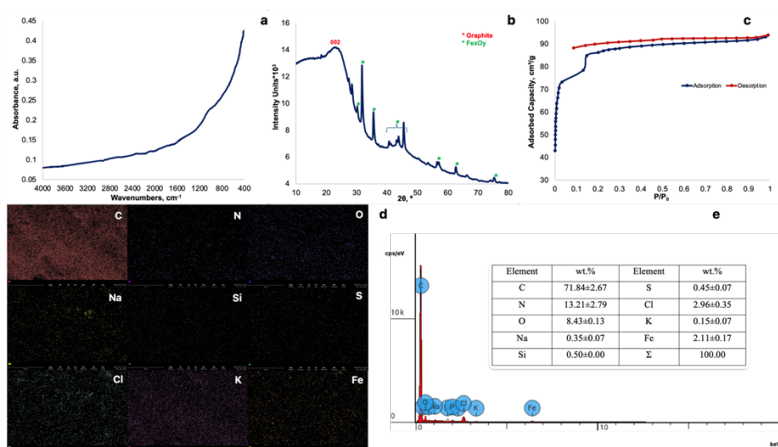 a
Absorbance, a.u.
0.45
0.4
0.35
0.3
0.25
0.2
0.15
0.1
0.05
4000 3600 3200 2800 2400 2000 1600 1200 800 400
Wavenumbers, cm-1
b
Intensity Units*10³
16
14
12
10
8
6
4
002
* Graphite
* FexOy
10 20 30 40 50 60 70 80
2θ, °
c
Adsorbed Capacity, cm³/g
100
90
80
70
60
50
40
30
Adsorption
Desorption
0 0.1 0.2 0.3 0.4 0.5 0.6 0.7 0.8 0.9 1
P/P₀
d
C N O
Na Si S
Cl K Fe
e
cps/eV
10k
0
C
O
Cl
K
Fe
0 10
keV
Element wt.% Element wt.%
C 71.84±2.67 S 0.45±0.07
N 13.21±2.79 Cl 2.96±0.35
O 8.43±0.13 K 0.15±0.07
Na 0.35±0.07 Fe 2.11±0.17
Si 0.50±0.00 Σ 100.00